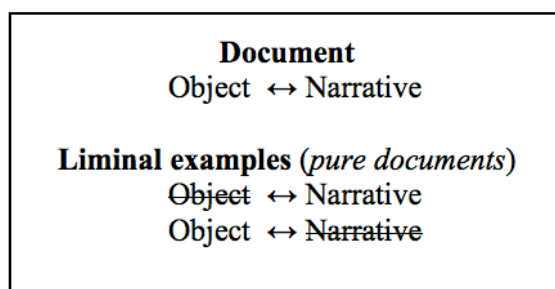 Document
Object ↔ Narrative
Liminal examples (pure documents)
Object ↔ Narrative
Object ↔ Narrative